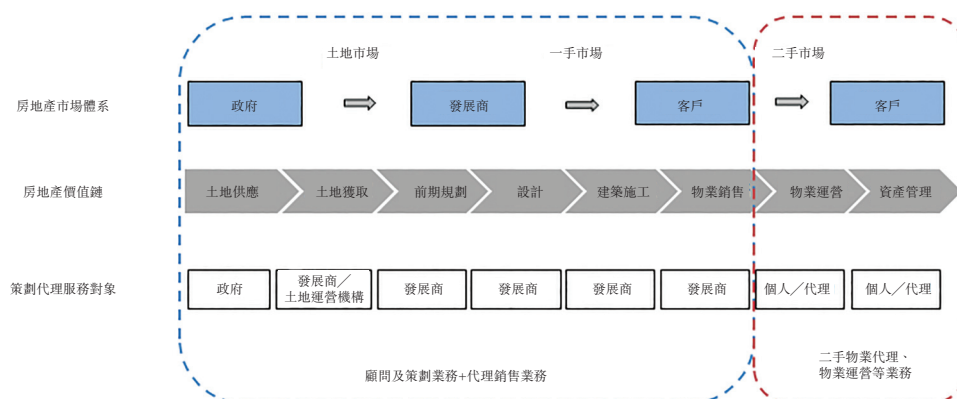 土地市場 一手市場 二手市場
房地產市場體系 政府 發展商 客戶 客戶
房地產價值鏈 土地供應 土地獲取 前期規劃 設計 建築施工 物業銷售 物業運營 資產管理
策劃代理服務對象 政府 發展商／土地運營機構 發展商 發展商 發展商 發展商 個人／代理 個人／代理
顧問及策劃業務+代理銷售業務
二手物業代理、
物業運營等業務